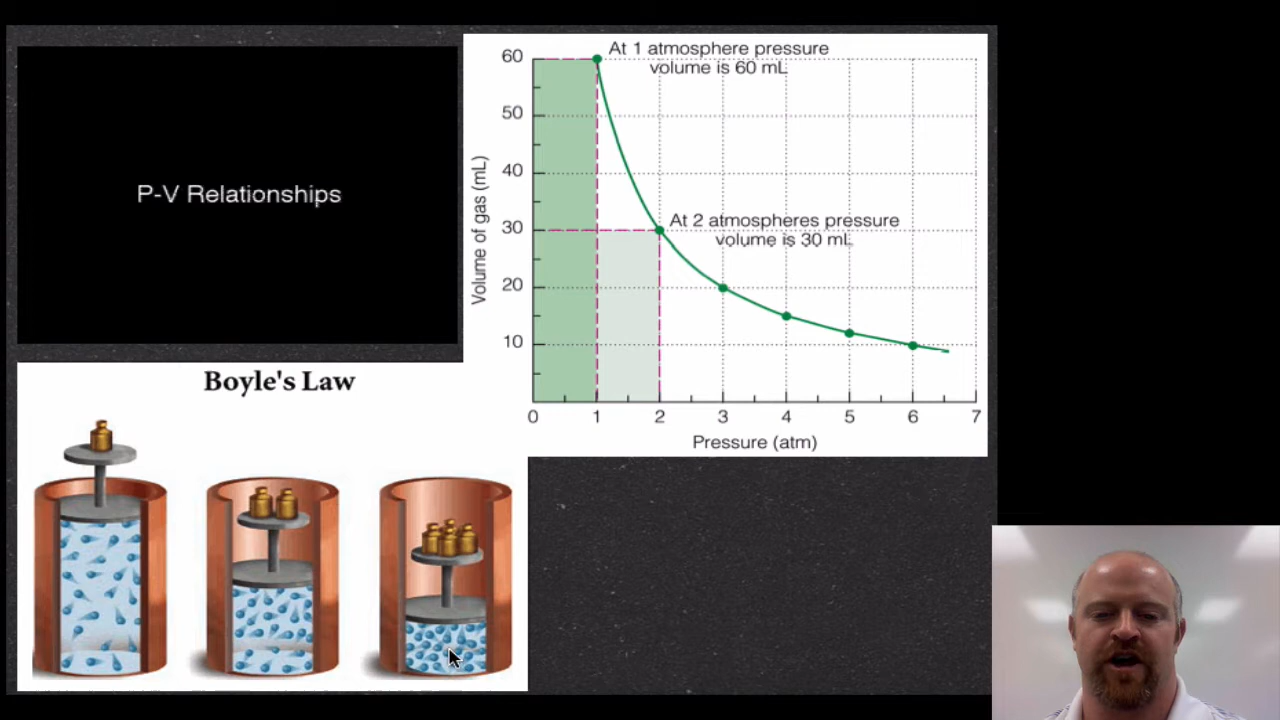 P-V Relationships
At 1 atmosphere pressure
volume is 60 mL
At 2 atmospheres pressure
volume is 30 mL
Volume of gas (mL)
60
50
40
30
20
10
0 1 2 3 4 5 6 7
Pressure (atm)
Boyle's Law